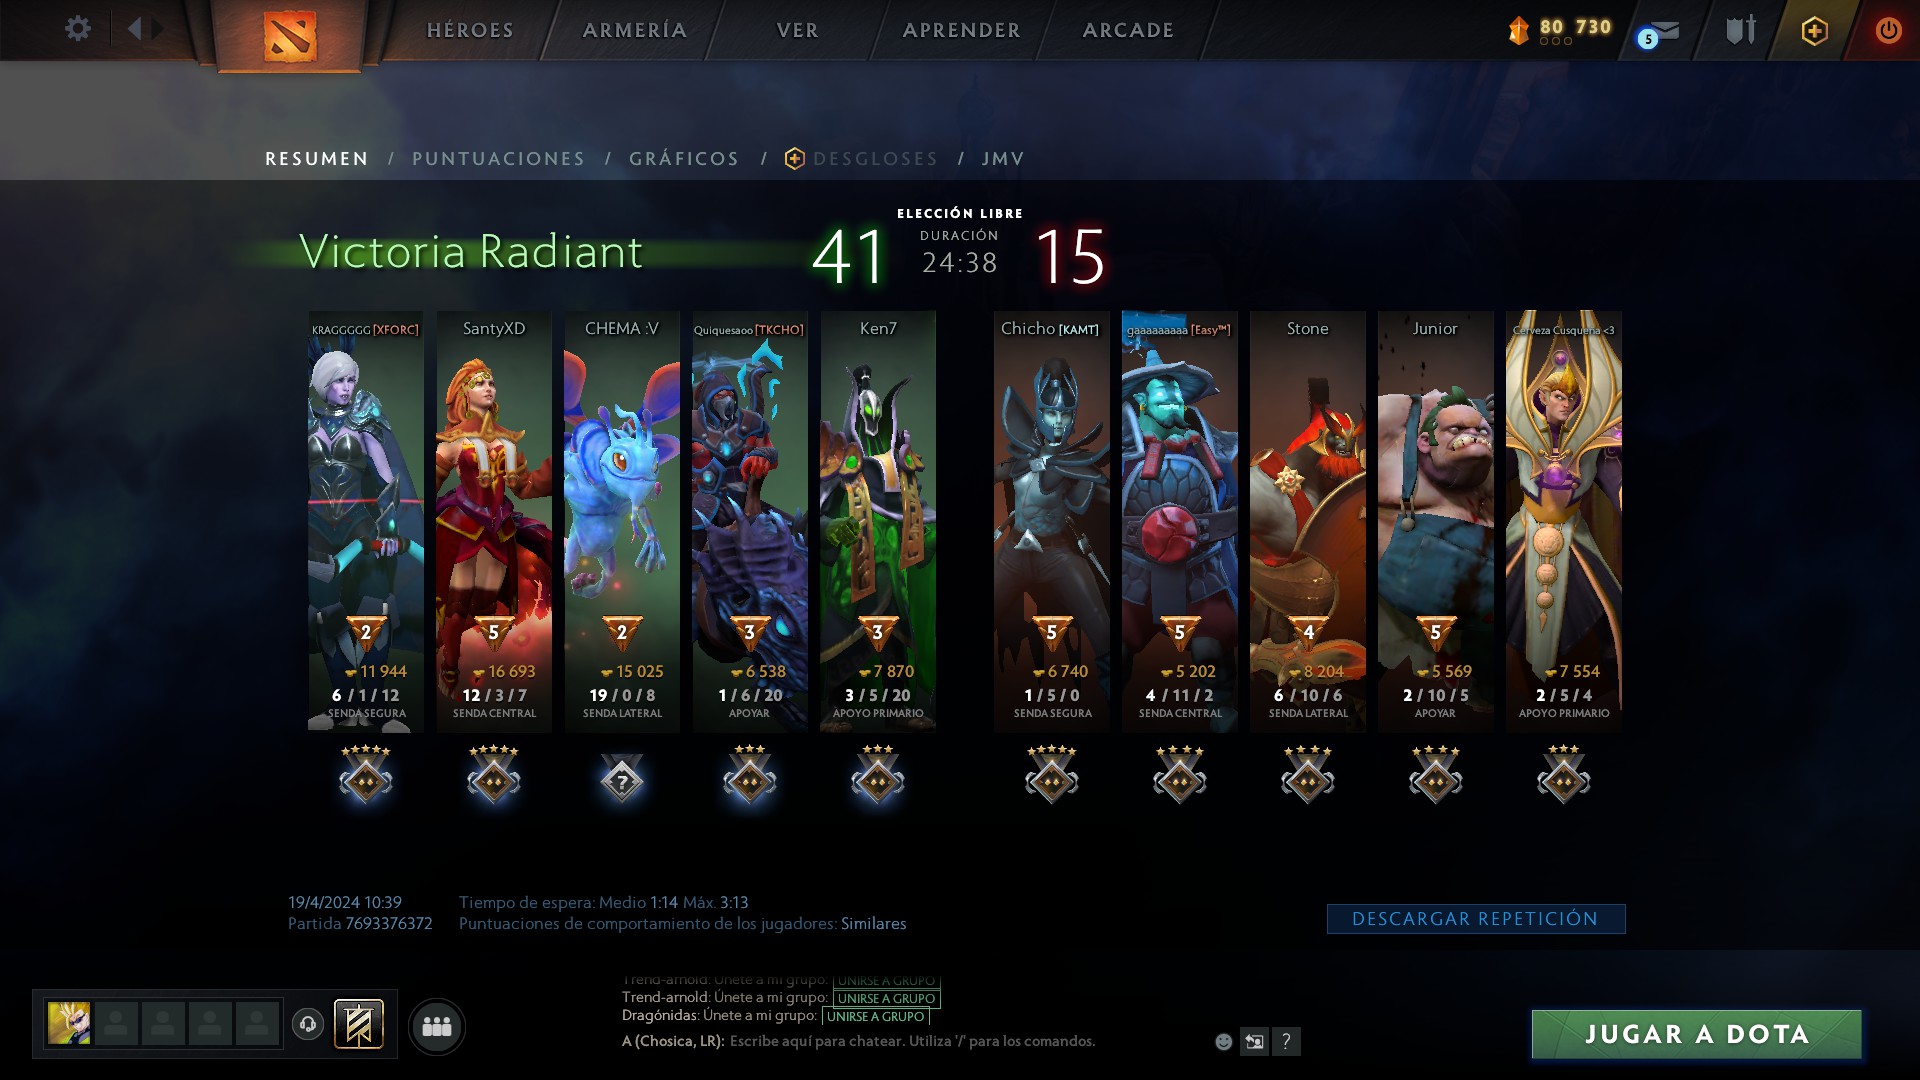 HÉROES
ARMERÍA
VER
APRENDER
ARCADE
80 730
5
RESUMEN / PUNTUACIONES / GRÁFICOS / DESGLOSES / JMV
ELECCIÓN LIBRE
Victoria Radiant
41
DURACIÓN
24:38
15
KRAGGGGG [XFORC]
2
11 944
6 / 1 / 12
SENDA SEGURA
SantyXD
5
16 693
12 / 3 / 7
SENDA CENTRAL
CHEMA :V
2
15 025
19 / 0 / 8
SENDA LATERAL
?
Quiquesaoo [TKCHO]
3
6 538
1 / 6 / 20
APOYAR
Ken7
3
7 870
3 / 5 / 20
APOYO PRIMARIO
Chicho [KAMT]
5
6 740
1 / 5 / 0
SENDA SEGURA
gaaaaaaaaa [Easy™]
5
5 202
4 / 11 / 2
SENDA CENTRAL
Stone
4
8 204
6 / 10 / 6
SENDA LATERAL
Junior
5
5 569
2 / 10 / 5
APOYAR
Cerveza Cusqueña <3
7 554
2 / 5 / 4
APOYO PRIMARIO
19/4/2024 10:39
Partida 7693376372
Tiempo de espera: Medio 1:14 Máx. 3:13
Puntuaciones de comportamiento de los jugadores: Similares
DESCARGAR REPETICIÓN
Trend-arnold: Únete a mi grupo: UNIRSE A GRUPO
Trend-arnold: Únete a mi grupo: UNIRSE A GRUPO
Dragónidas: Únete a mi grupo: UNIRSE A GRUPO
A (Chosica, LR): Escribe aquí para chatear. Utiliza '/' para los comandos.
?
JUGAR A DOTA